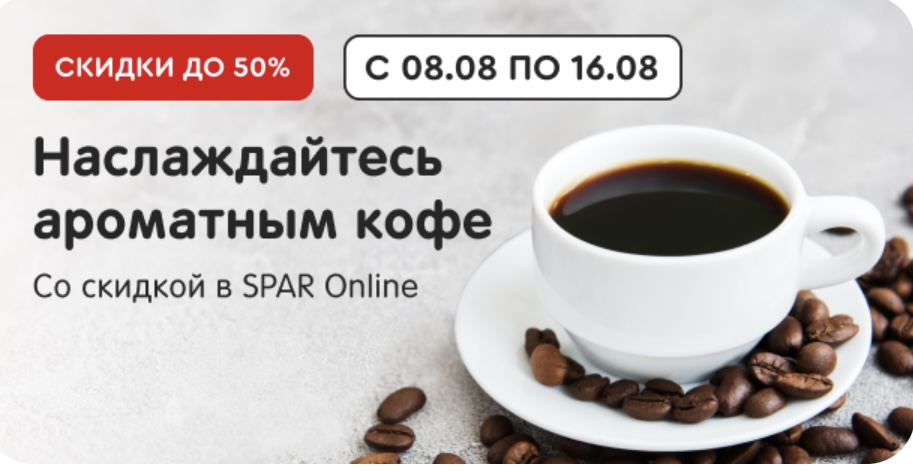 СКИДКИ ДО 50%
С 08.08 ПО 16.08
Наслаждайтесь
ароматным кофе
Со скидкой в SPAR Online